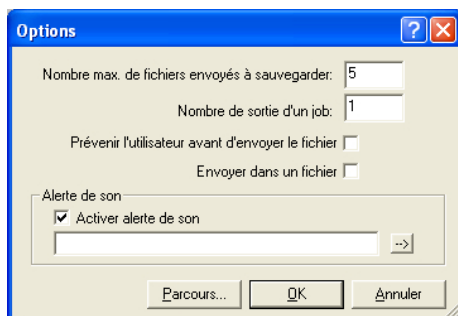 Options
Nombre max. de fichiers envoyés à sauvegarder: 5
Nombre de sortie d'un job: 1
Prévenir l'utilisateur avant d'envoyer le fichier
Envoyer dans un fichier
Alerte de son
Activer alerte de son
-->
Parcours... OK Annuler